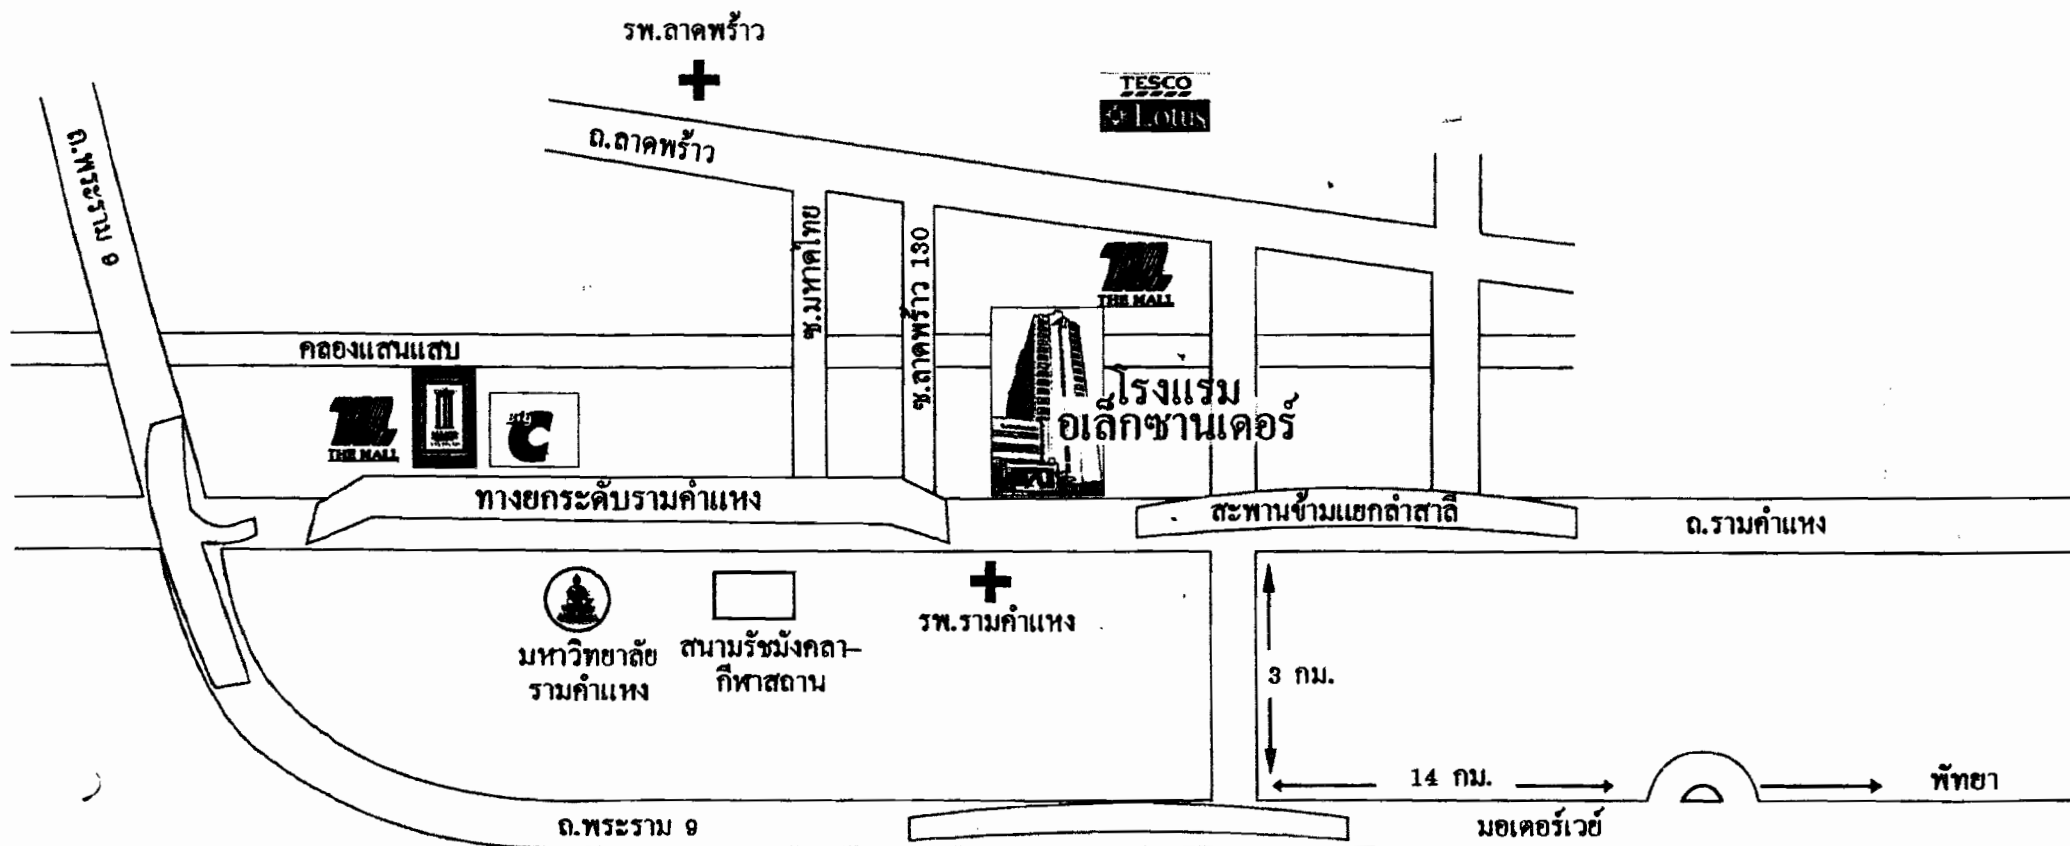 รพ.ลาดพร้าว
TESCO
Lotus
ถ.ลาดพร้าว
ถ.พระราม 9
ซ.มหาดไทย
ซ.ลาดพร้าว 130
THE MALL
คลองแสนแสบ
โรงแรม
อเล็กซานเดอร์
THE MALL
Big
C
ทางยกระดับรามคำแหง
สะพานข้ามแยกลำสาลี
ถ.รามคำแหง
มหาวิทยาลัย
รามคำแหง
สนามรัชมังคลา-
กีฬาสถาน
รพ.รามคำแหง
3 กม.
14 กม.
พัทยา
ถ.พระราม 9
มอเตอร์เวย์